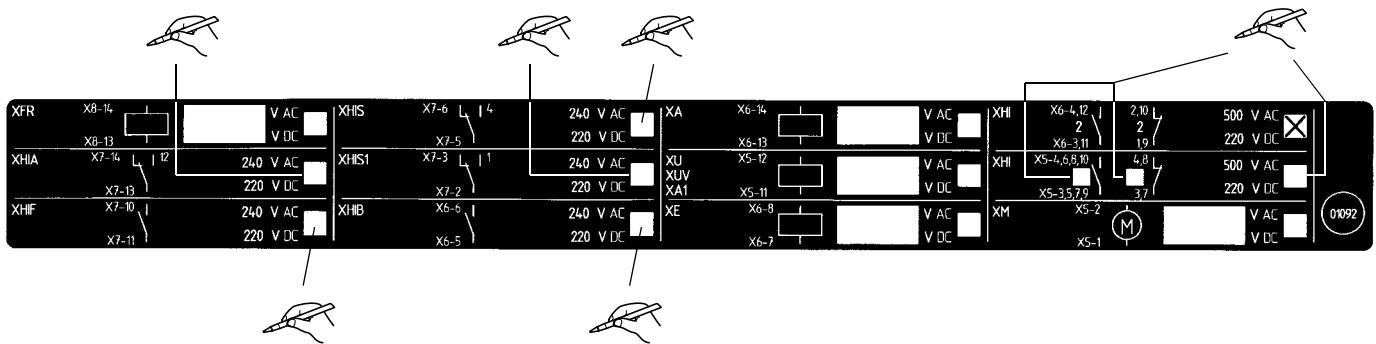 XFR X8-14 V AC
X8-13 V DC
XHIA X7-14 12 240 V AC
X7-13 220 V DC
XHIF X7-10 240 V AC
X7-11 220 V DC
XHIS X7-6 4 240 V AC
X7-5 220 V DC
XHIS1 X7-3 1 240 V AC
X7-2 220 V DC
XHIB X6-6 240 V AC
X6-5 220 V DC
XA X6-14 V AC
X6-13 V DC
XU X5-12 V AC
XUV
XA1 X5-11 V DC
XE X6-8 V AC
X6-7 V DC
XHI X6-4,12 2,10 500 V AC
2 2
X6-3,11 1,9 220 V DC
XHI X5-4,6,8,10 4,8 500 V AC
X5-3,5,7,9 3,7 220 V DC
XM X5-2 V AC
M
X5-1 V DC
01092